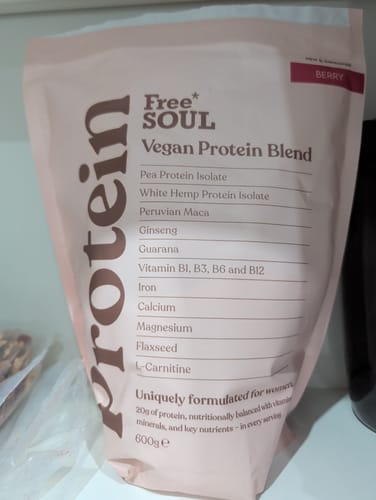 BERRY
protein
Free*
SOUL
Vegan Protein Blend
Pea Protein Isolate
White Hemp Protein Isolate
Peruvian Maca
Ginseng
Guarana
Vitamin B1, B3, B6 and B12
Iron
Calcium
Magnesium
Flaxseed
L-Carnitine
Uniquely formulated for women.
20g of protein, nutritionally balanced with vitamins
minerals, and key nutrients – in every serving
600g℮